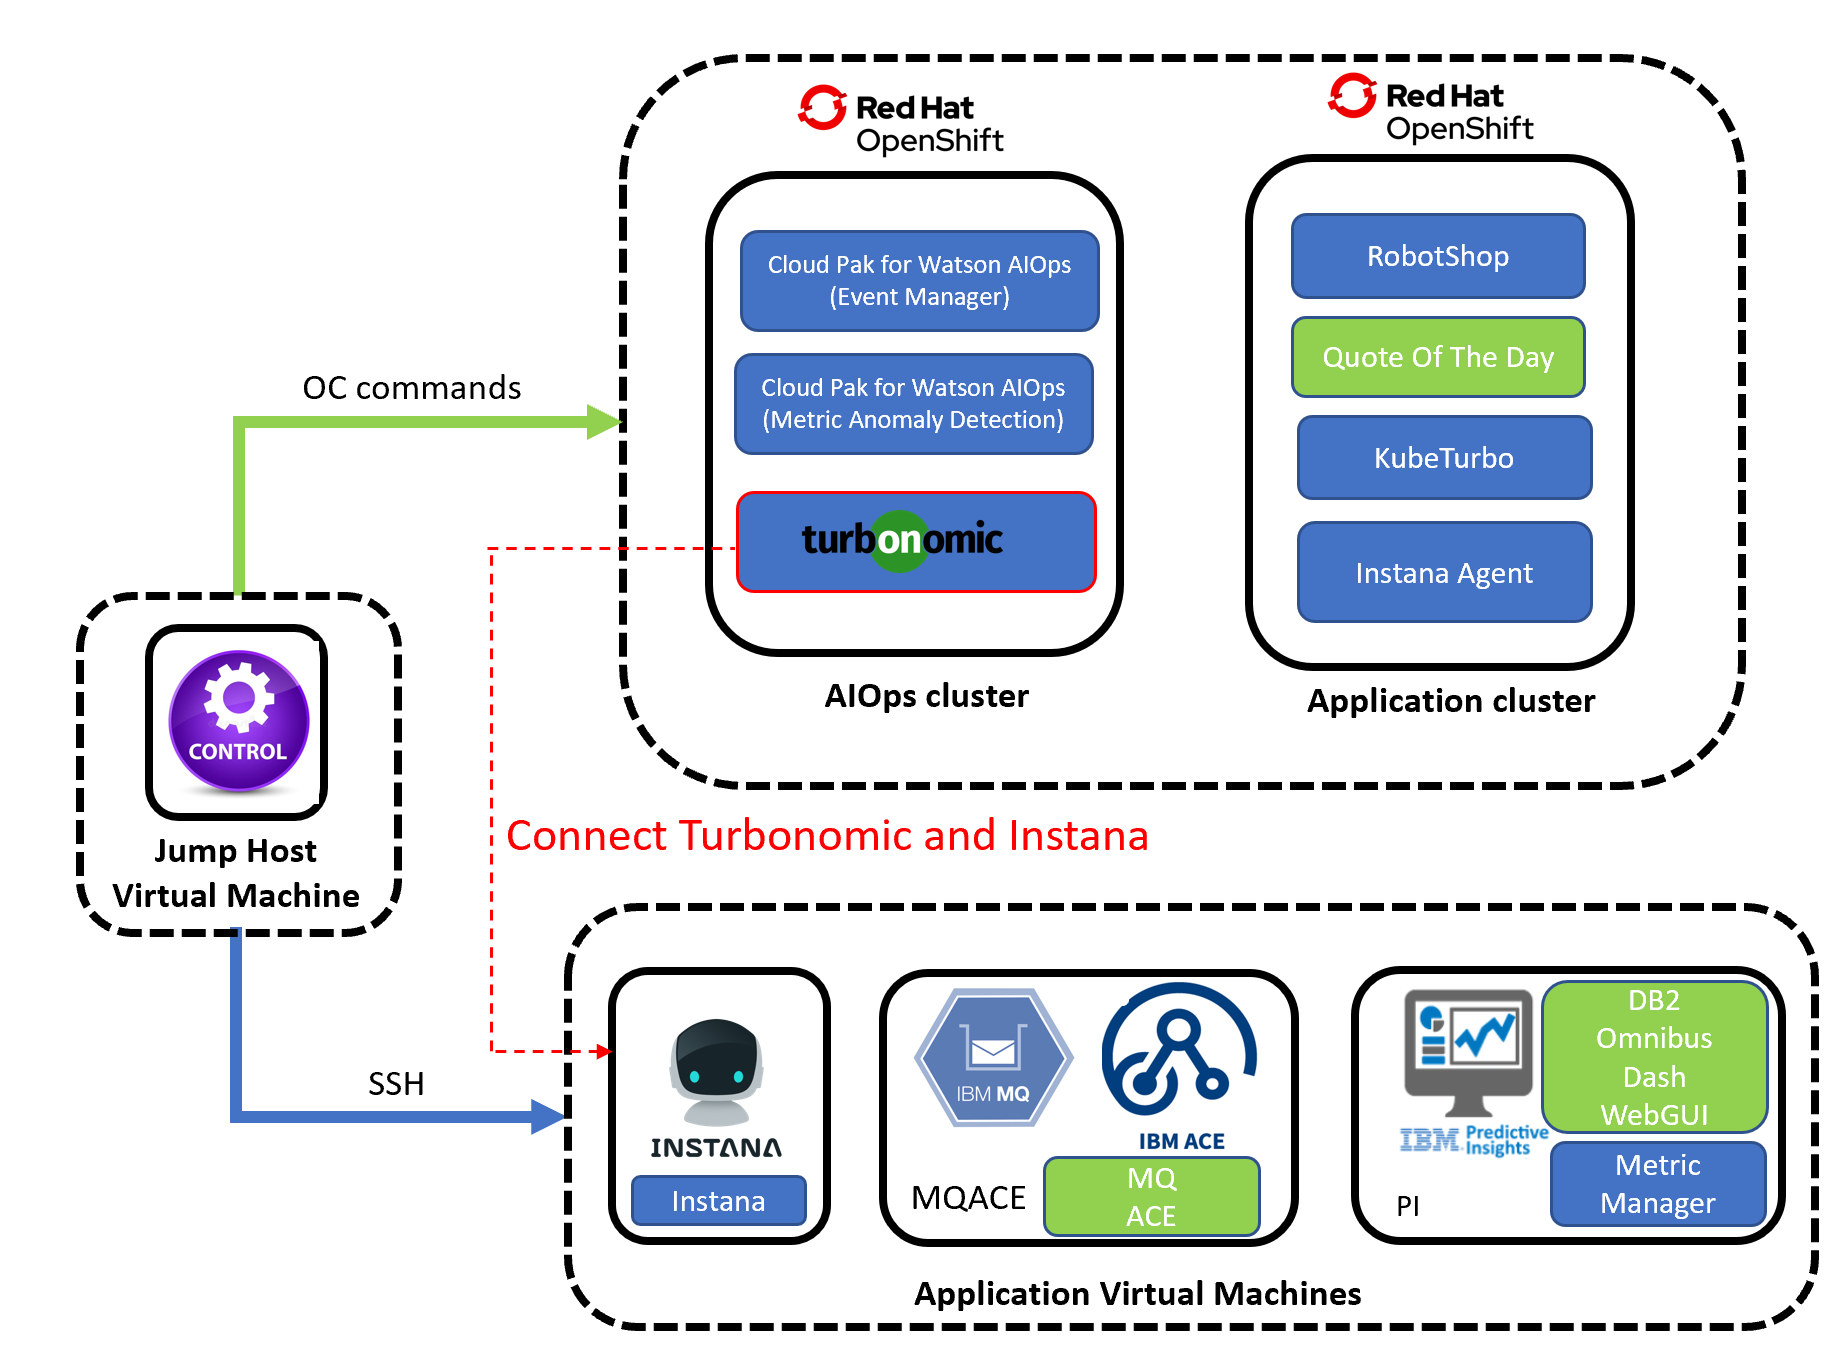 Red Hat
OpenShift
Red Hat
OpenShift
Cloud Pak for Watson AIOps
(Event Manager)
Cloud Pak for Watson AIOps
(Metric Anomaly Detection)
turbonomic
AIOps cluster
RobotShop
Quote Of The Day
KubeTurbo
Instana Agent
Application cluster
OC commands
CONTROL
Jump Host
Virtual Machine
Connect Turbonomic and Instana
SSH
INSTANA
Instana
IBM MQ
IBM ACE
MQACE
MQ
ACE
IBM Predictive
Insights
PI
DB2
Omnibus
Dash
WebGUI
Metric
Manager
Application Virtual Machines